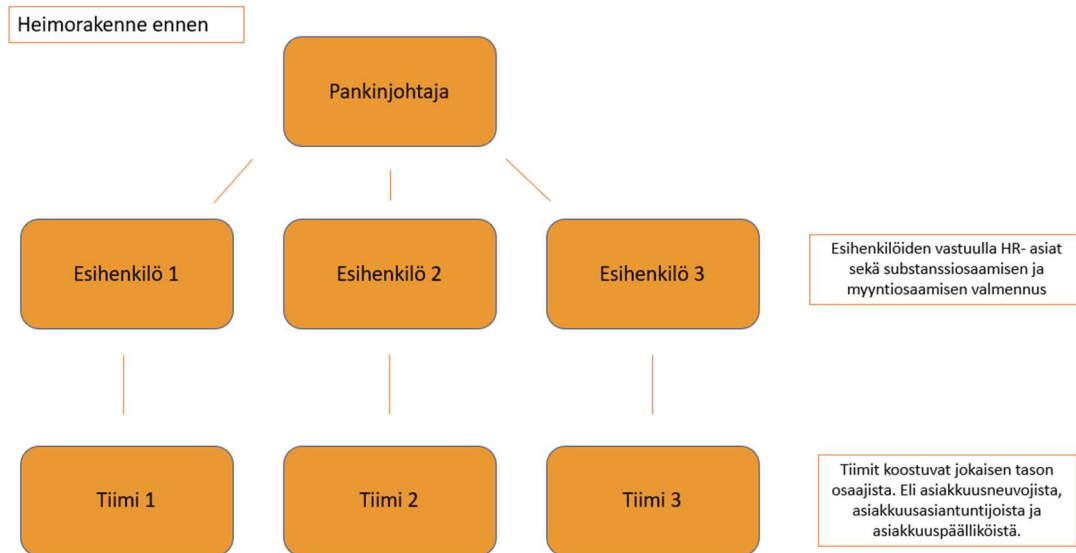 Heimorakenne ennen
Pankinjohtaja
Esihenkilö 1
Esihenkilö 2
Esihenkilö 3
Esihenkilöiden vastuulla HR- asiat
sekä substanssiosaamisen ja
myyntiosaamisen valmennus
Tiimi 1
Tiimi 2
Tiimi 3
Tiimit koostuvat jokaisen tason
osaajista. Eli asiakkuusneuvojista,
asiakkuusasiantuntijoista ja
asiakkuuspäälliköistä.